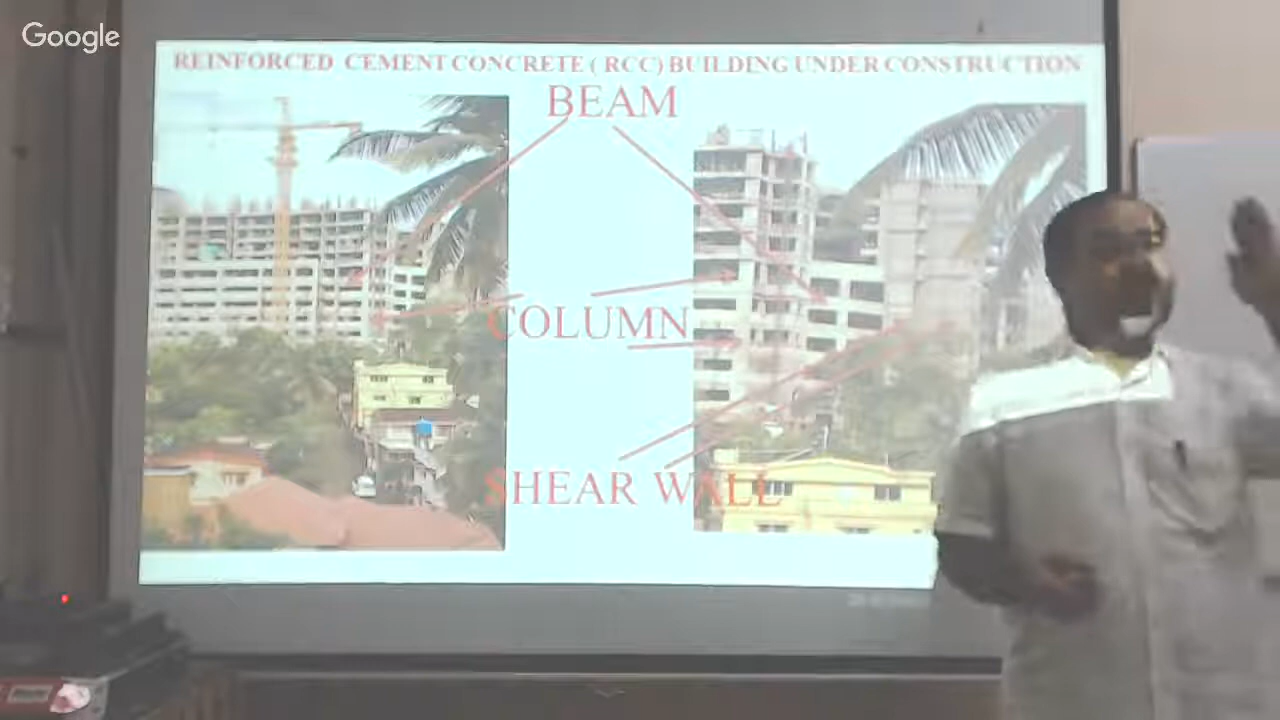 Google
REINFORCED CEMENT CONCRETE ( RCC) BUILDING UNDER CONSTRUCTION
BEAM
COLUMN
SHEAR WALL